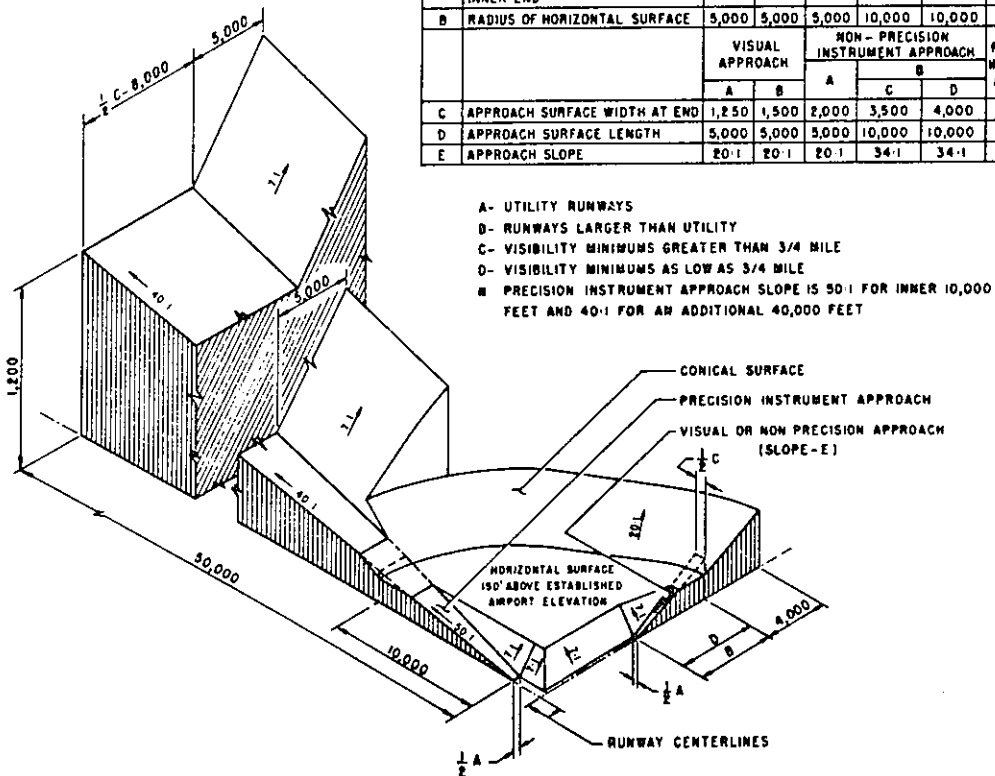 INNER END
B RADIUS OF HORIZONTAL SURFACE 5,000 5,000 5,000 10,000 10,000
VISUAL APPROACH NON-PRECISION INSTRUMENT APPROACH
A B A B
C D
C APPROACH SURFACE WIDTH AT END 1,250 1,500 2,000 3,500 4,000
D APPROACH SURFACE LENGTH 5,000 5,000 5,000 10,000 10,000
E APPROACH SLOPE 20:1 20:1 20:1 34:1 34:1
A- UTILITY RUNWAYS
B- RUNWAYS LARGER THAN UTILITY
C- VISIBILITY MINIMUMS GREATER THAN 3/4 MILE
D- VISIBILITY MINIMUMS AS LOW AS 3/4 MILE
PRECISION INSTRUMENT APPROACH SLOPE IS 50:1 FOR INNER 10,000
FEET AND 40:1 FOR AN ADDITIONAL 40,000 FEET
5,000
1/2 C-8,000
7:1
40:1
5,000
1,200
7:1
40:1
CONICAL SURFACE
PRECISION INSTRUMENT APPROACH
VISUAL OR NON PRECISION APPROACH
(SLOPE-E)
1/2 C
20:1
50,000
HORIZONTAL SURFACE
150' ABOVE ESTABLISHED
AIRPORT ELEVATION
50:1
7:1
7:1
7:1
7:1
10,000
4,000
D
B
1/2 A
RUNWAY CENTERLINES
1/2 A